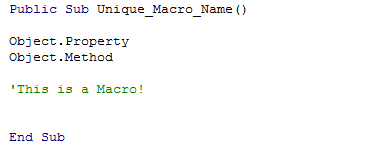 Public Sub Unique_Macro_Name()
Object.Property
Object.Method
'This is a Macro!
End Sub